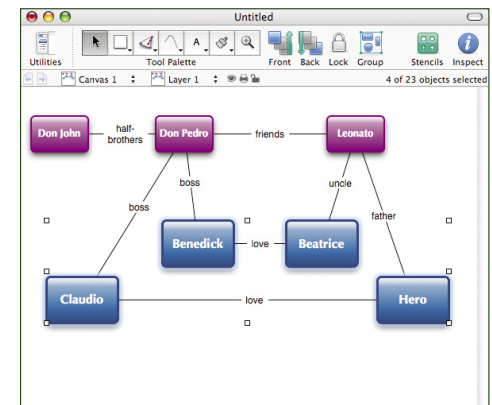 Untitled
Utilities
Tool Palette
Front Back Lock Group
Stencils Inspect
A
i
Canvas 1
Layer 1
4 of 23 objects selected
Don John
half-
brothers
Don Pedro
friends
Leonato
boss
boss
uncle
father
Benedick
love
Beatrice
Claudio
love
Hero